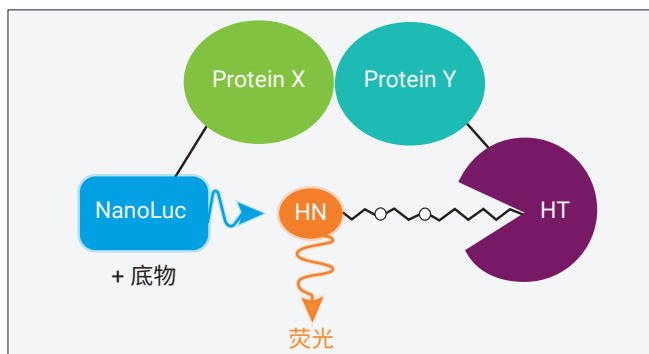 Protein X
Protein Y
NanoLuc
HN
HT
+ 底物
荧光